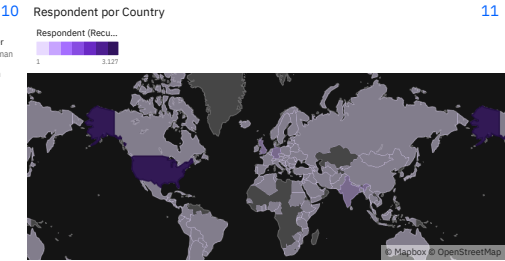 10 Respondent por Country 11
Respondent (Recu...
1 3.127
© Mapbox © OpenStreetMap